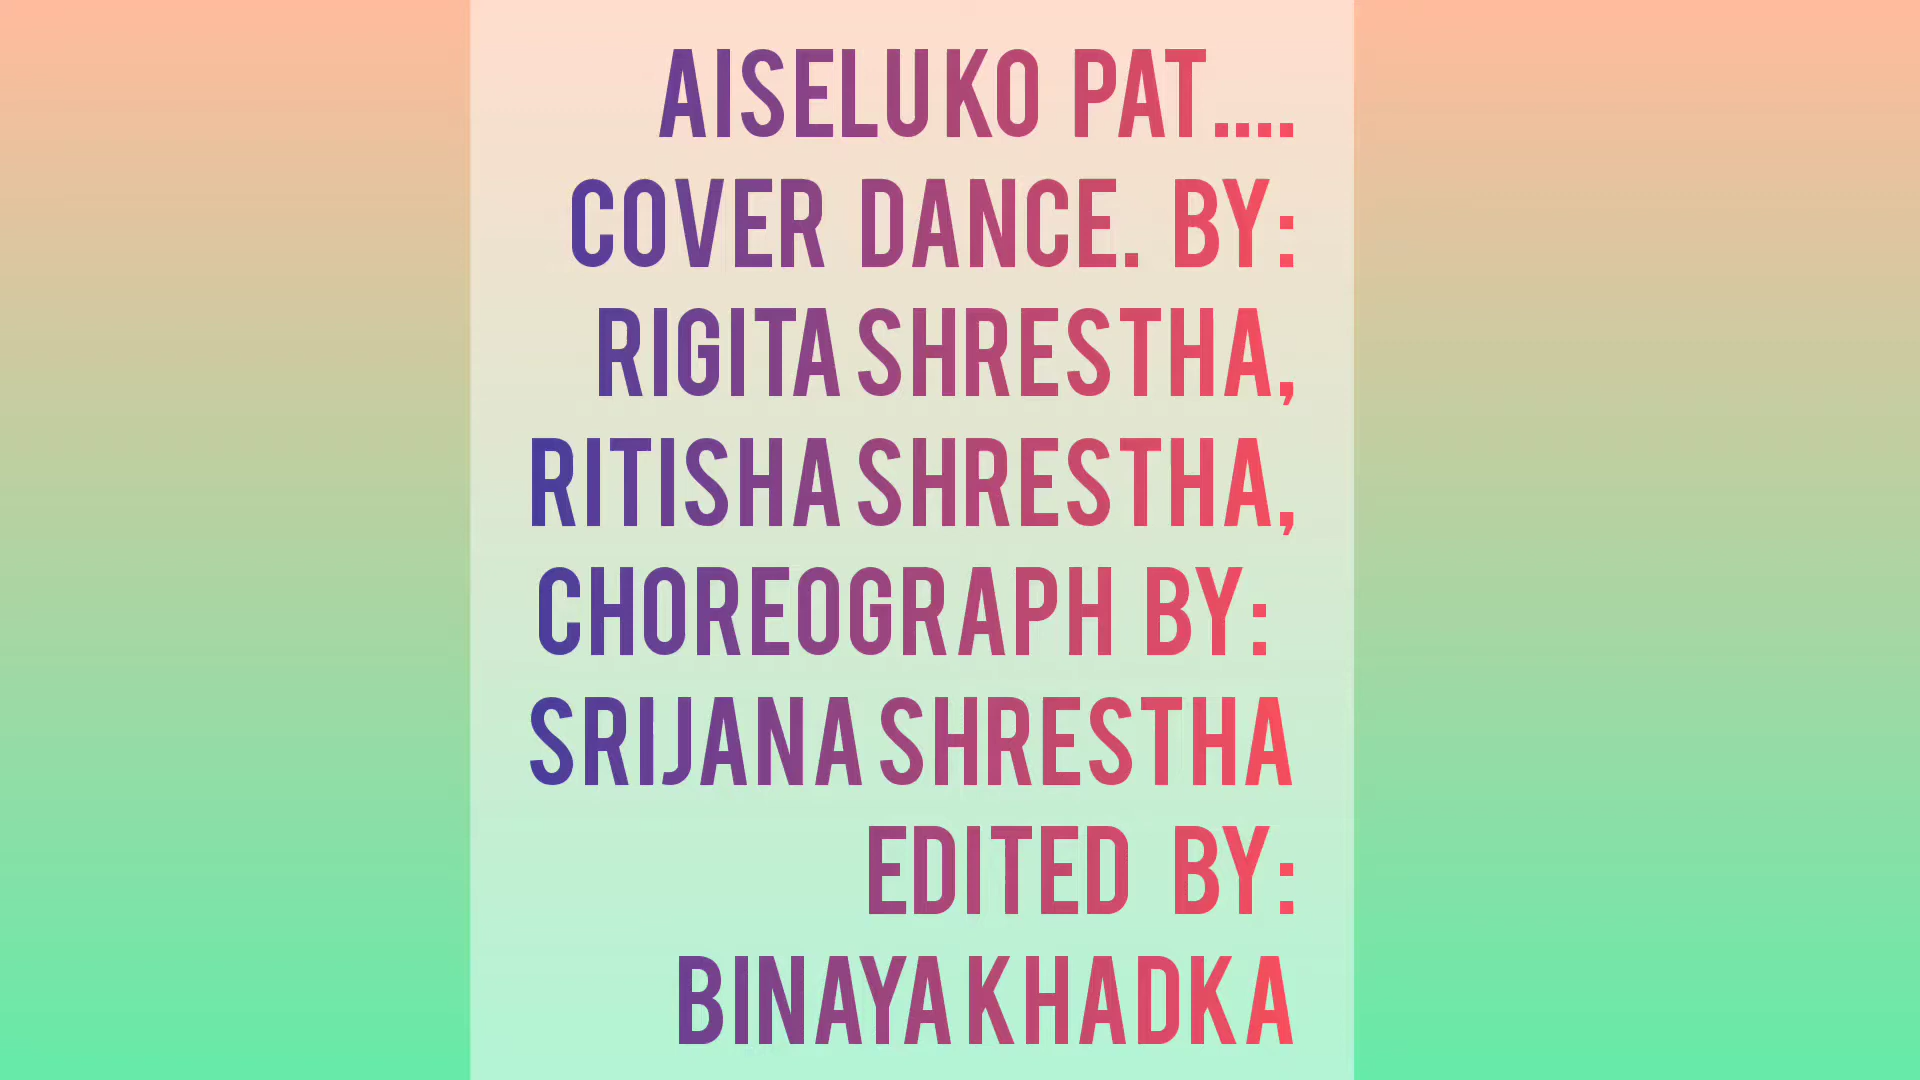 AISELUKO PAT....
COVER DANCE. BY:
RIGITA SHRESTHA,
RITISHA SHRESTHA,
CHOREOGRAPH BY:
SRIJANA SHRESTHA
EDITED BY:
BINAYA KHADKA